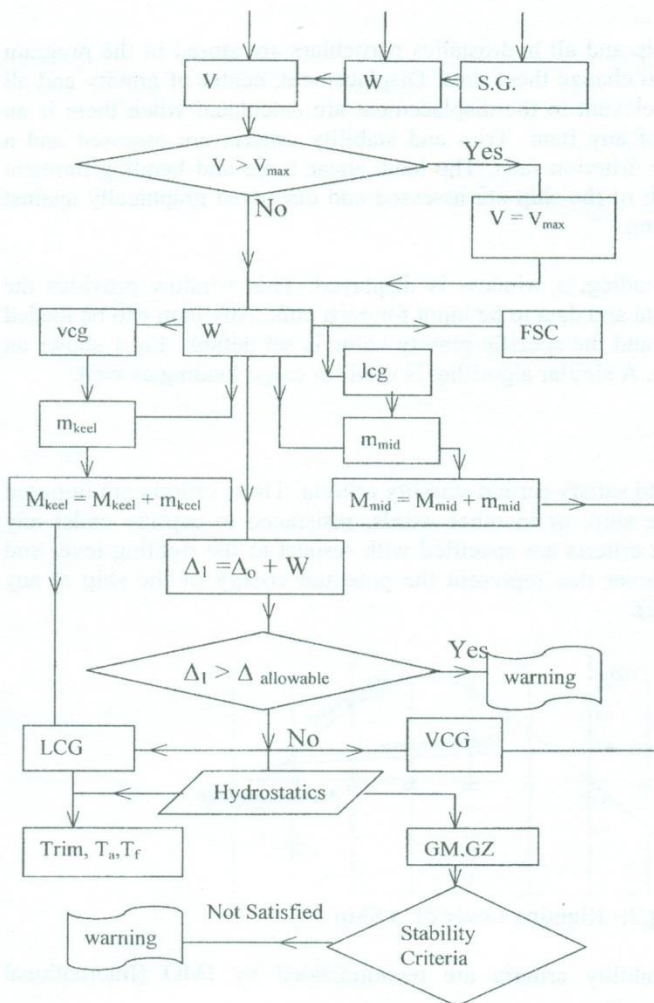 W
S.G.
V > Vmax
Yes
No
V = Vmax
vcg
W
FSC
lcg
mkeel
mmid
Mkeel = Mkeel + mkeel
Mmid = Mmid + mmid
Δ1 =Δo + W
Yes
Δ1 > Δ allowable
warning
No
LCG
VCG
Hydrostatics
Trim, Ta,Tf
GM,GZ
Not Satisfied
warning
Stability
Criteria